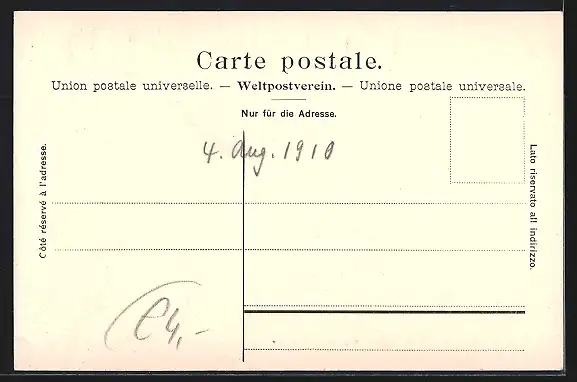 Carte postale.
Union postale universelle. — Weltpostverein. — Unione postale universale.
Nur für die Adresse.
Côté réservé à l'adresse.
Lato riservato all indirizzo.
4. Aug. 1910